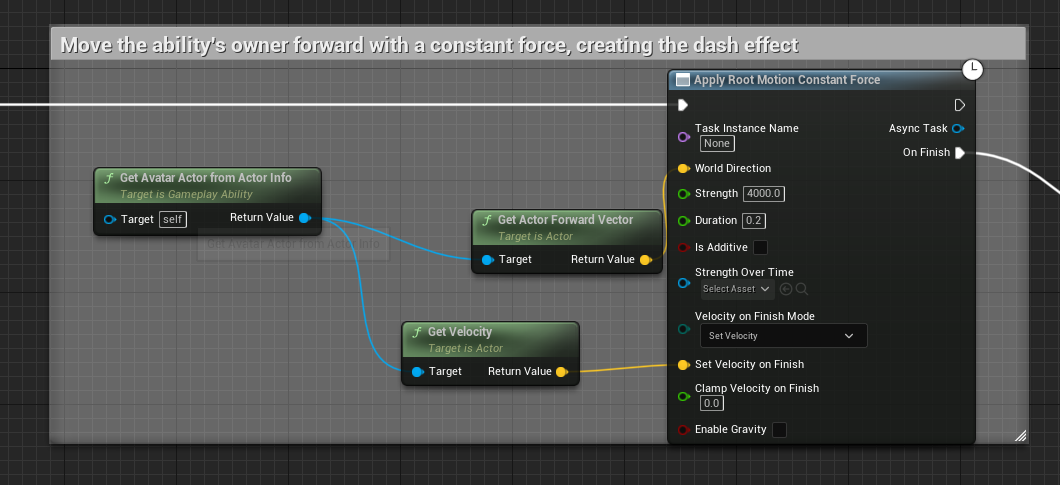 Move the ability's owner forward with a constant force, creating the dash effect
Apply Root Motion Constant Force
Task Instance Name
None
Async Task
On Finish
World Direction
Strength 4000.0
Duration 0.2
Is Additive
Strength Over Time
Select Asset
Velocity on Finish Mode
Set Velocity
Set Velocity on Finish
Clamp Velocity on Finish
0.0
Enable Gravity
Get Avatar Actor from Actor Info
Target is Gameplay Ability
Target self Return Value
Get Avatar Actor from Actor Info
Get Actor Forward Vector
Target is Actor
Target Return Value
Get Velocity
Target is Actor
Target Return Value